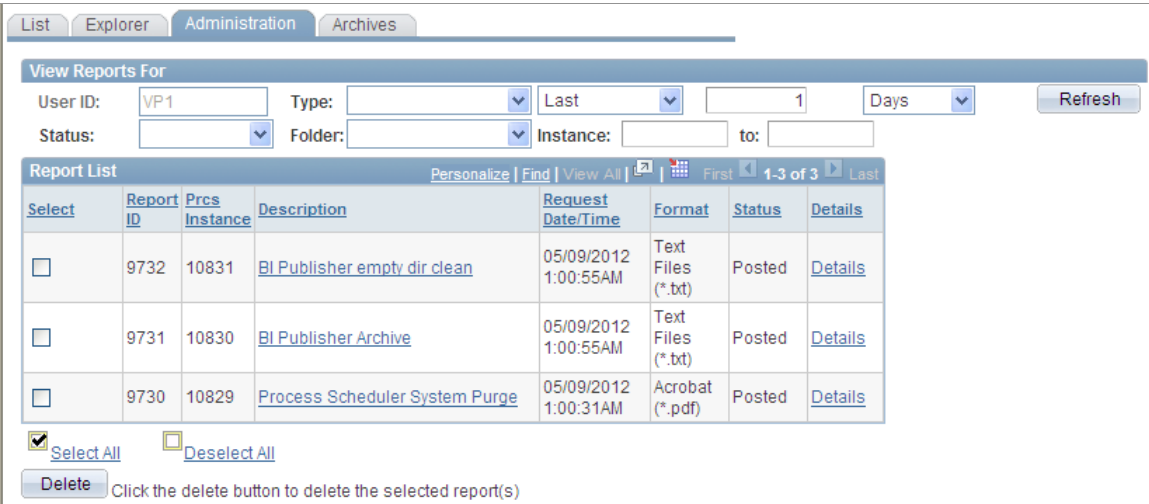 List Explorer Administration Archives
View Reports For
User ID: VP1 Type: Last 1 Days Refresh
Status: Folder: Instance: to:
Report List Personalize | Find | View All | | First 1-3 of 3 Last
Select Report ID Prcs Instance Description Request Date/Time Format Status Details
9732 10831 BI Publisher empty dir clean 05/09/2012 1:00:55AM Text Files (*.txt) Posted Details
9731 10830 BI Publisher Archive 05/09/2012 1:00:55AM Text Files (*.txt) Posted Details
9730 10829 Process Scheduler System Purge 05/09/2012 1:00:31AM Acrobat (*.pdf) Posted Details
Select All Deselect All
Delete Click the delete button to delete the selected report(s)